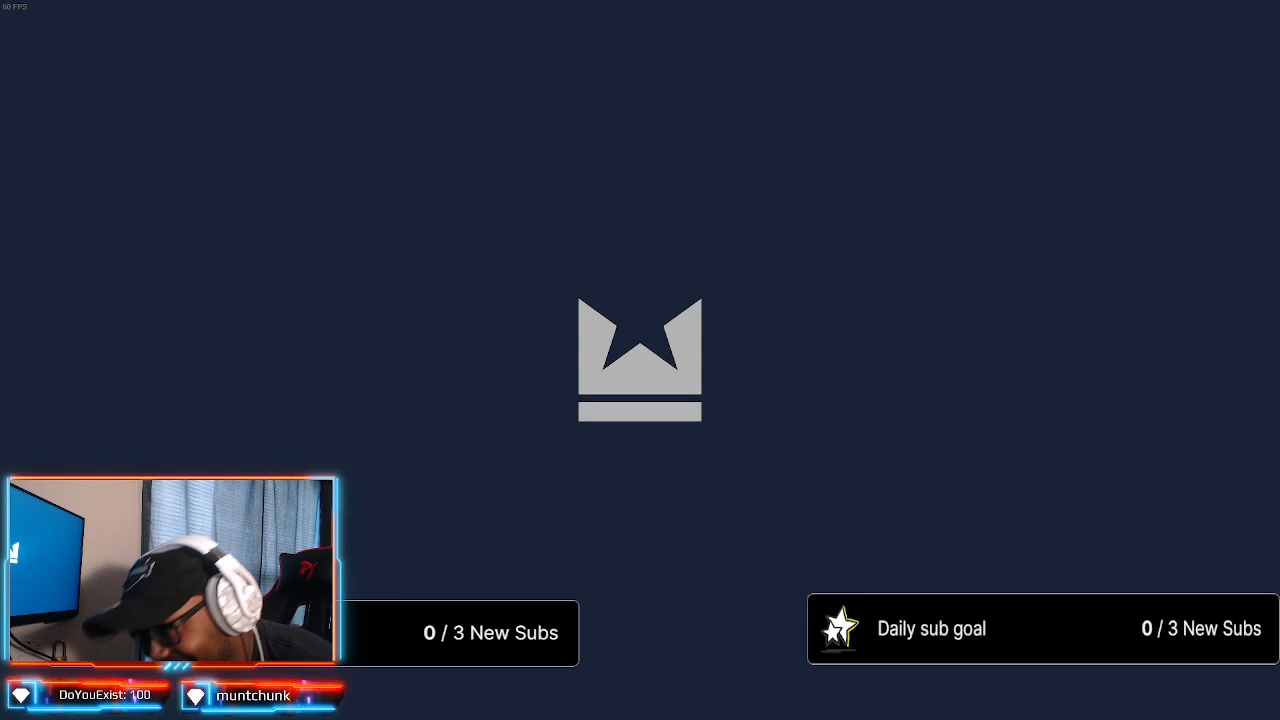 60 FPS
0 / 3 New Subs
Daily sub goal 0 / 3 New Subs
DoYouExist: 100
muntchunk